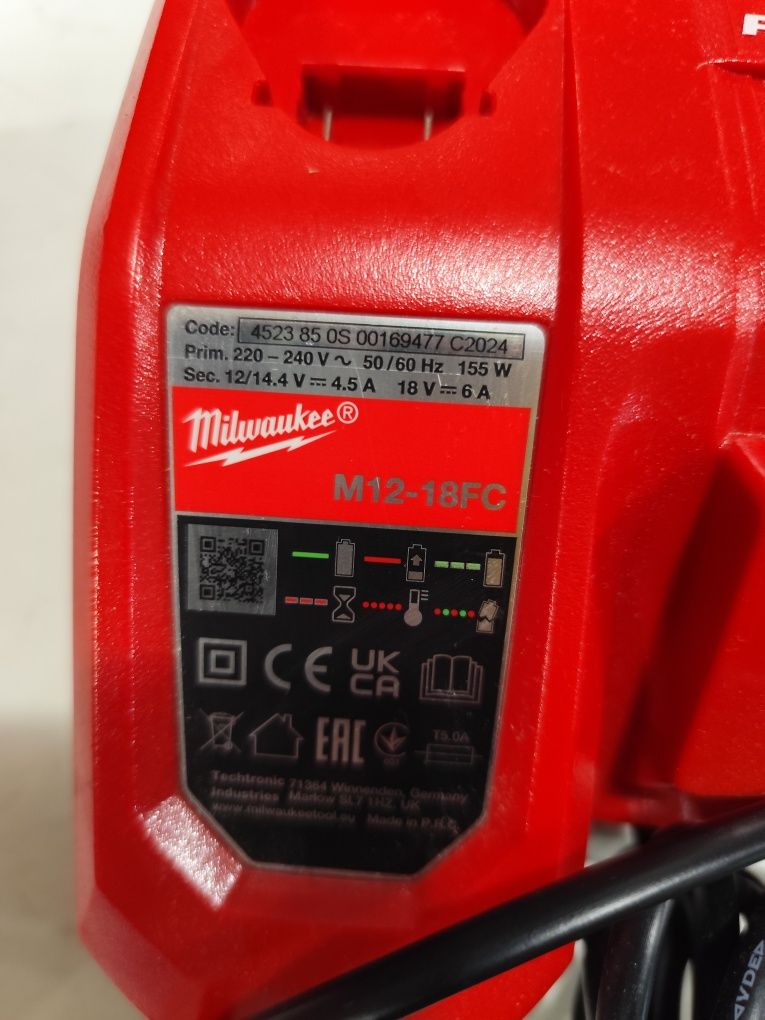 Code: 4523 85 0S 00169477 C2024
Prim. 220 – 240 V ~ 50/60 Hz 155 W
Sec. 12/14.4 V ⎓ 4.5 A 18 V ⎓ 6 A
Milwaukee®
M12-18FC
CE
UK
CA
EAC
T5.0A
Techtronic 71364 Winnenden, Germany
Industries Marlow SL7 1HZ, UK
www.milwaukeetool.eu Made in P.R.C.
VDE